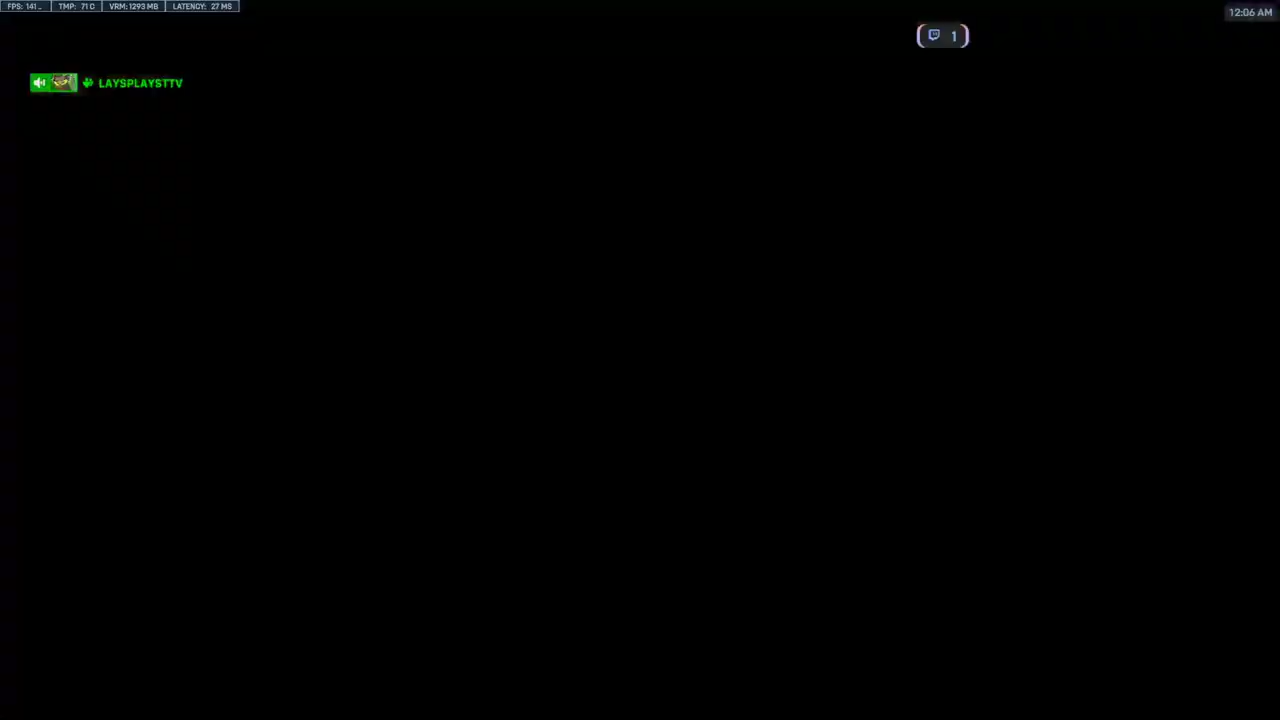 FPS: 141 TMP: 71 C VRM: 1293 MB LATENCY: 27 MS
12:06 AM
1
LAYSPLAYSTTV